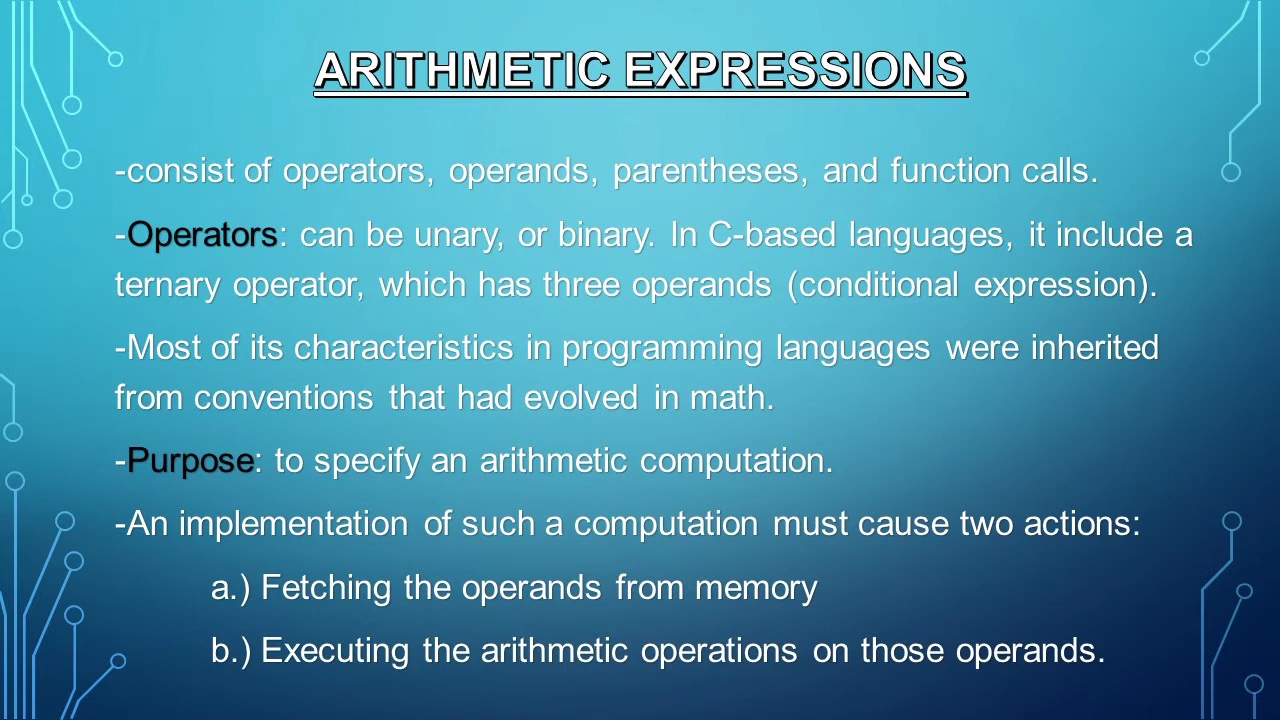 ARITHMETIC EXPRESSIONS
-consist of operators, operands, parentheses, and function calls.
-Operators: can be unary, or binary. In C-based languages, it include a
ternary operator, which has three operands (conditional expression).
-Most of its characteristics in programming languages were inherited
from conventions that had evolved in math.
-Purpose: to specify an arithmetic computation.
-An implementation of such a computation must cause two actions:
a.) Fetching the operands from memory
b.) Executing the arithmetic operations on those operands.